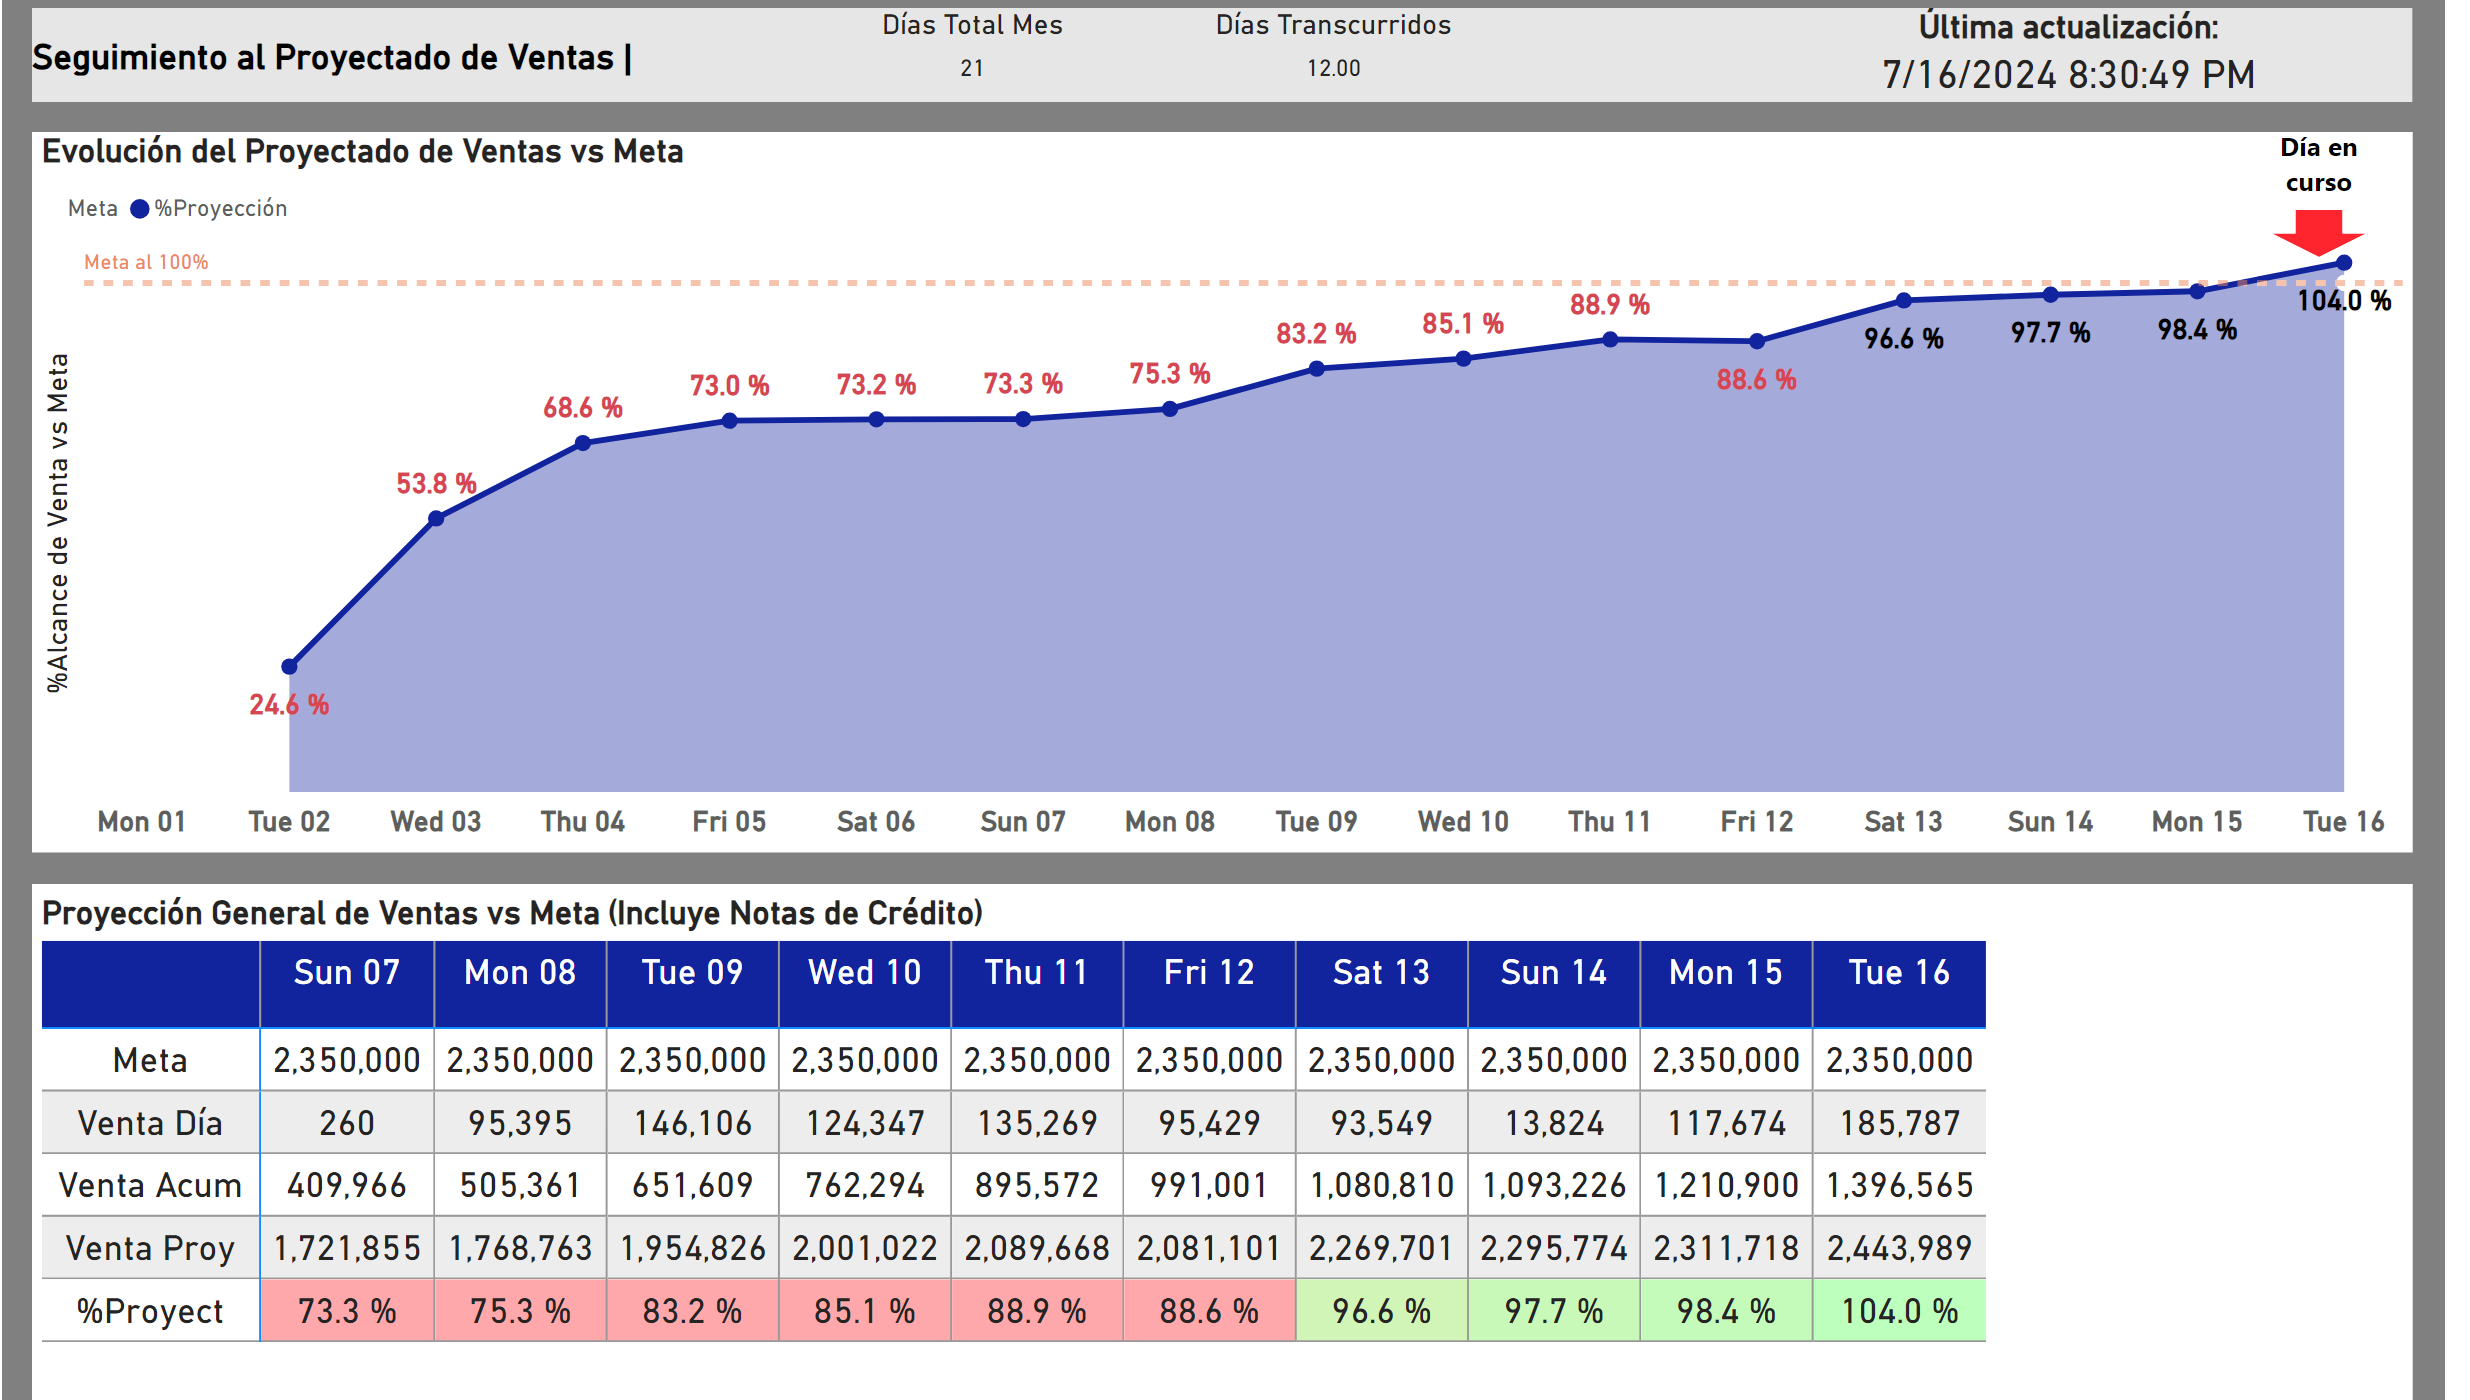 Seguimiento al Proyectado de Ventas |
Días Total Mes
21
Días Transcurridos
12.00
Última actualización:
7/16/2024 8:30:49 PM
Evolución del Proyectado de Ventas vs Meta
Día en
curso
Meta %Proyección
Meta al 100%
%Alcance de Venta vs Meta
24.6 %
53.8 %
68.6 %
73.0 %
73.2 %
73.3 %
75.3 %
83.2 %
85.1 %
88.9 %
88.6 %
96.6 %
97.7 %
98.4 %
104.0 %
Mon 01 Tue 02 Wed 03 Thu 04 Fri 05 Sat 06 Sun 07 Mon 08 Tue 09 Wed 10 Thu 11 Fri 12 Sat 13 Sun 14 Mon 15 Tue 16
Proyección General de Ventas vs Meta (Incluye Notas de Crédito)
Sun 07 Mon 08 Tue 09 Wed 10 Thu 11 Fri 12 Sat 13 Sun 14 Mon 15 Tue 16
Meta 2,350,000 2,350,000 2,350,000 2,350,000 2,350,000 2,350,000 2,350,000 2,350,000 2,350,000 2,350,000
Venta Día 260 95,395 146,106 124,347 135,269 95,429 93,549 13,824 117,674 185,787
Venta Acum 409,966 505,361 651,609 762,294 895,572 991,001 1,080,810 1,093,226 1,210,900 1,396,565
Venta Proy 1,721,855 1,768,763 1,954,826 2,001,022 2,089,668 2,081,101 2,269,701 2,295,774 2,311,718 2,443,989
%Proyect 73.3 % 75.3 % 83.2 % 85.1 % 88.9 % 88.6 % 96.6 % 97.7 % 98.4 % 104.0 %